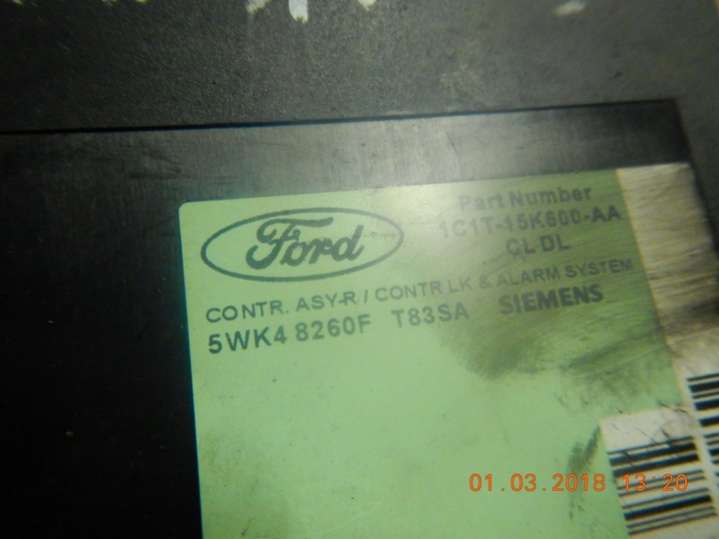 Ford
Part Number
1C1T-15K600-AA
CL DL
CONTR. ASY-R / CONTR LK & ALARM SYSTEM
5WK4 8260F T83SA SIEMENS
01.03.2018 13:20